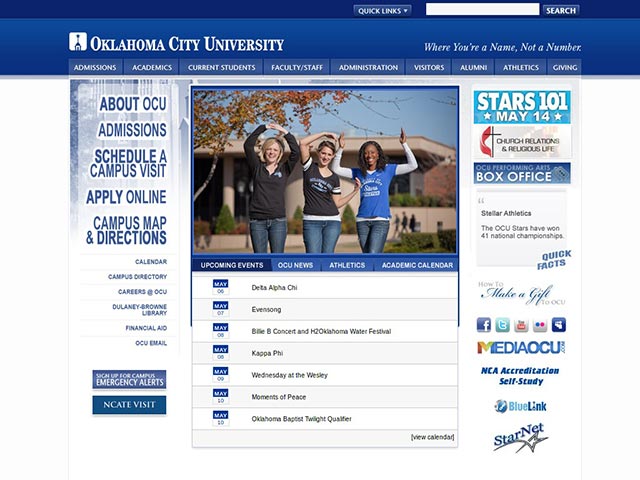 QUICK LINKS
SEARCH
OKLAHOMA CITY UNIVERSITY
Where You're a Name, Not a Number.
ADMISSIONS
ACADEMICS
CURRENT STUDENTS
FACULTY/STAFF
ADMINISTRATION
VISITORS
ALUMNI
ATHLETICS
GIVING
ABOUT OCU
ADMISSIONS
SCHEDULE A
CAMPUS VISIT
APPLY ONLINE
CAMPUS MAP
& DIRECTIONS
CALENDAR
CAMPUS DIRECTORY
CAREERS @ OCU
DULANEY-BROWNE
LIBRARY
FINANCIAL AID
OCU EMAIL
SIGN UP FOR CAMPUS
EMERGENCY ALERTS
NCATE VISIT
UPCOMING EVENTS
OCU NEWS
ATHLETICS
ACADEMIC CALENDAR
MAY
06
Delta Alpha Chi
MAY
07
Evensong
MAY
08
Billie B Concert and H2Oklahoma Water Festival
MAY
08
Kappa Phi
MAY
09
Wednesday at the Wesley
MAY
10
Moments of Peace
MAY
10
Oklahoma Baptist Twilight Qualifier
[view calendar]
STARS 101
MAY 14
CHURCH RELATIONS
& RELIGIOUS LIFE
OCU PERFORMING ARTS
BOX OFFICE
Stellar Athletics
The OCU Stars have won
41 national championships.
QUICK
FACTS
HOW TO
Make a Gift
TO OCU
MEDIAOCU.COM
NCA Accreditation
Self-Study
BlueLink
StarNet